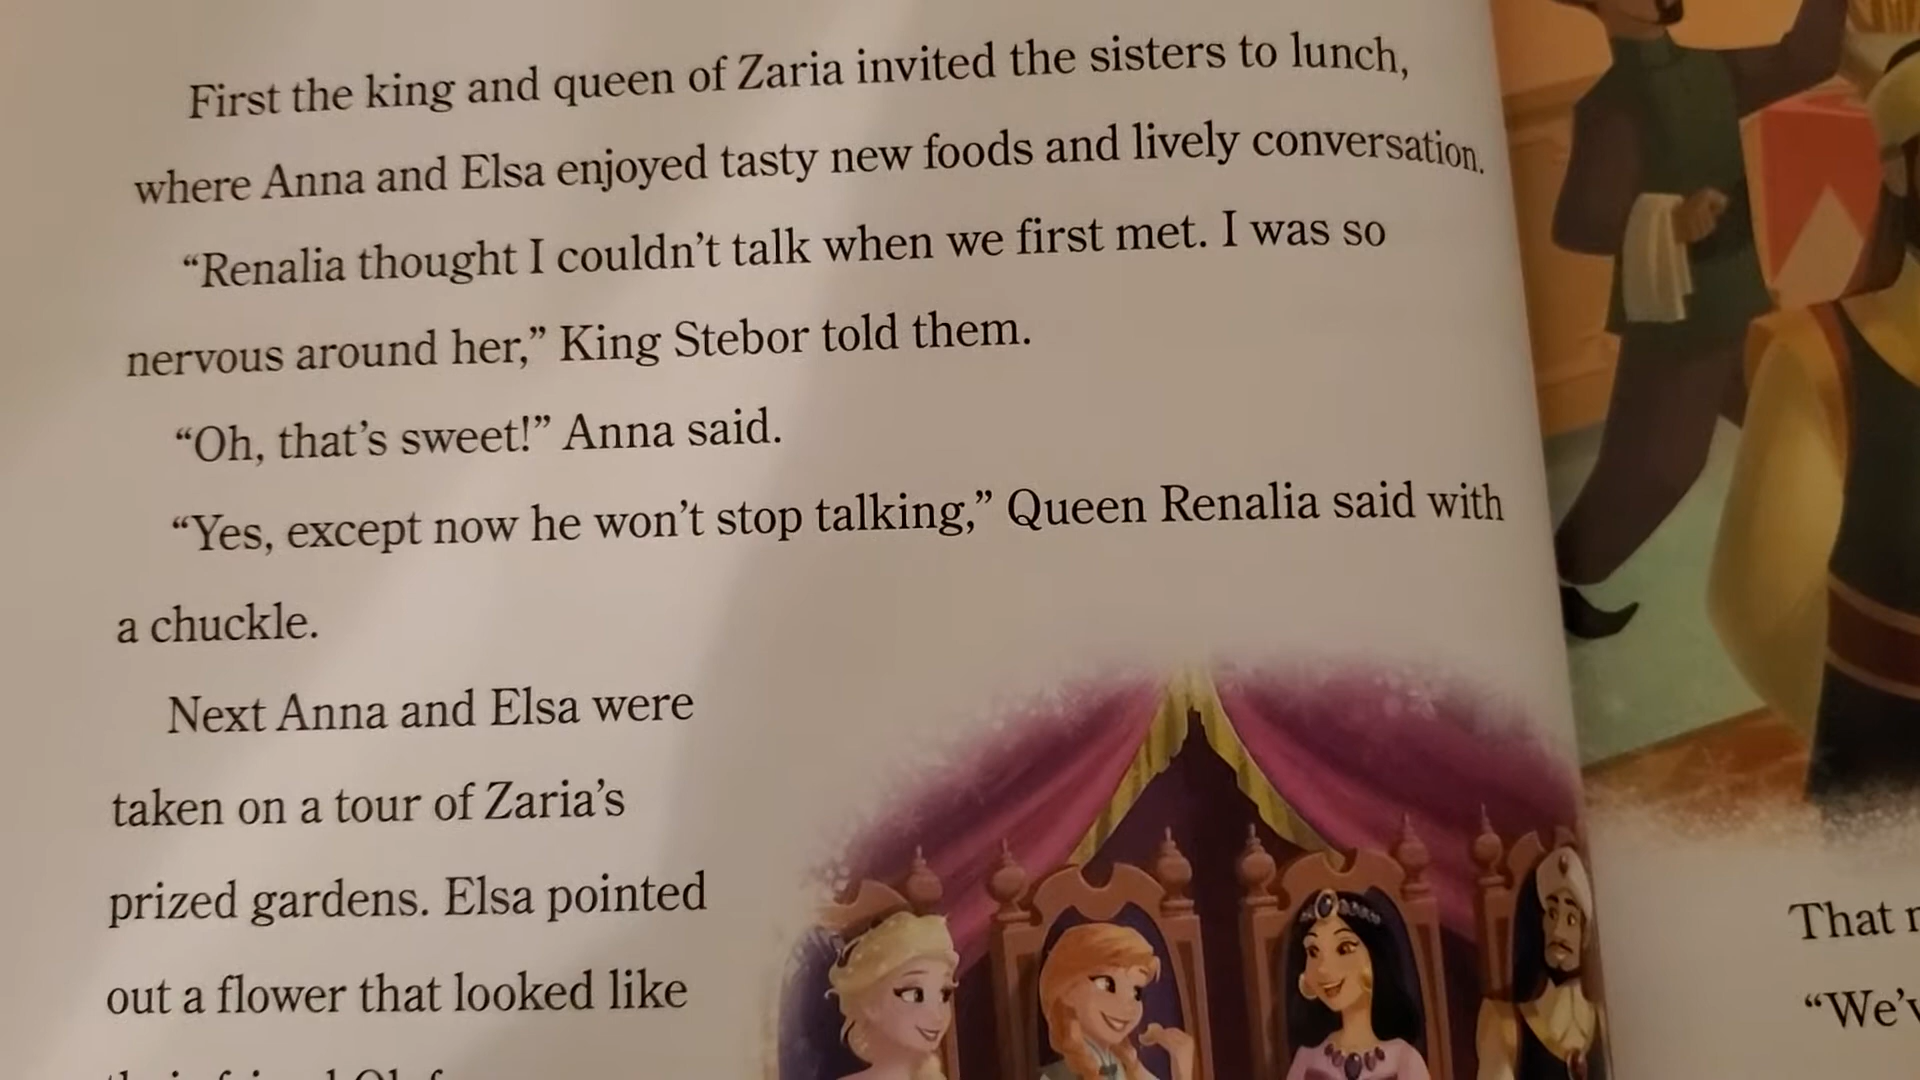 First the king and queen of Zaria invited the sisters to lunch,
where Anna and Elsa enjoyed tasty new foods and lively conversation.
“Renalia thought I couldn’t talk when we first met. I was so
nervous around her,” King Stebor told them.
“Oh, that’s sweet!” Anna said.
“Yes, except now he won’t stop talking,” Queen Renalia said with
a chuckle.
Next Anna and Elsa were
taken on a tour of Zaria’s
prized gardens. Elsa pointed
out a flower that looked like
That